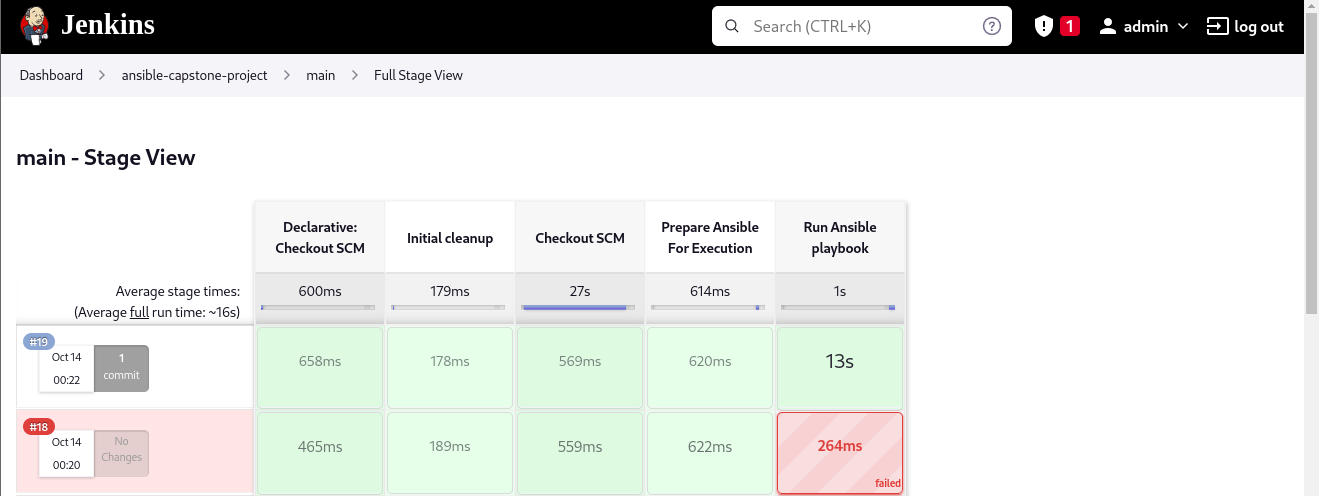 Jenkins
Search (CTRL+K)
1
admin
log out
Dashboard
ansible-capstone-project
main
Full Stage View
main - Stage View
Declarative:
Checkout SCM
Initial cleanup
Checkout SCM
Prepare Ansible
For Execution
Run Ansible
playbook
Average stage times:
(Average full run time: ~16s)
600ms
179ms
27s
614ms
1s
#19
Oct 14
00:22
1
commit
658ms
178ms
569ms
620ms
13s
#18
Oct 14
00:20
No
Changes
465ms
189ms
559ms
622ms
264ms
failed